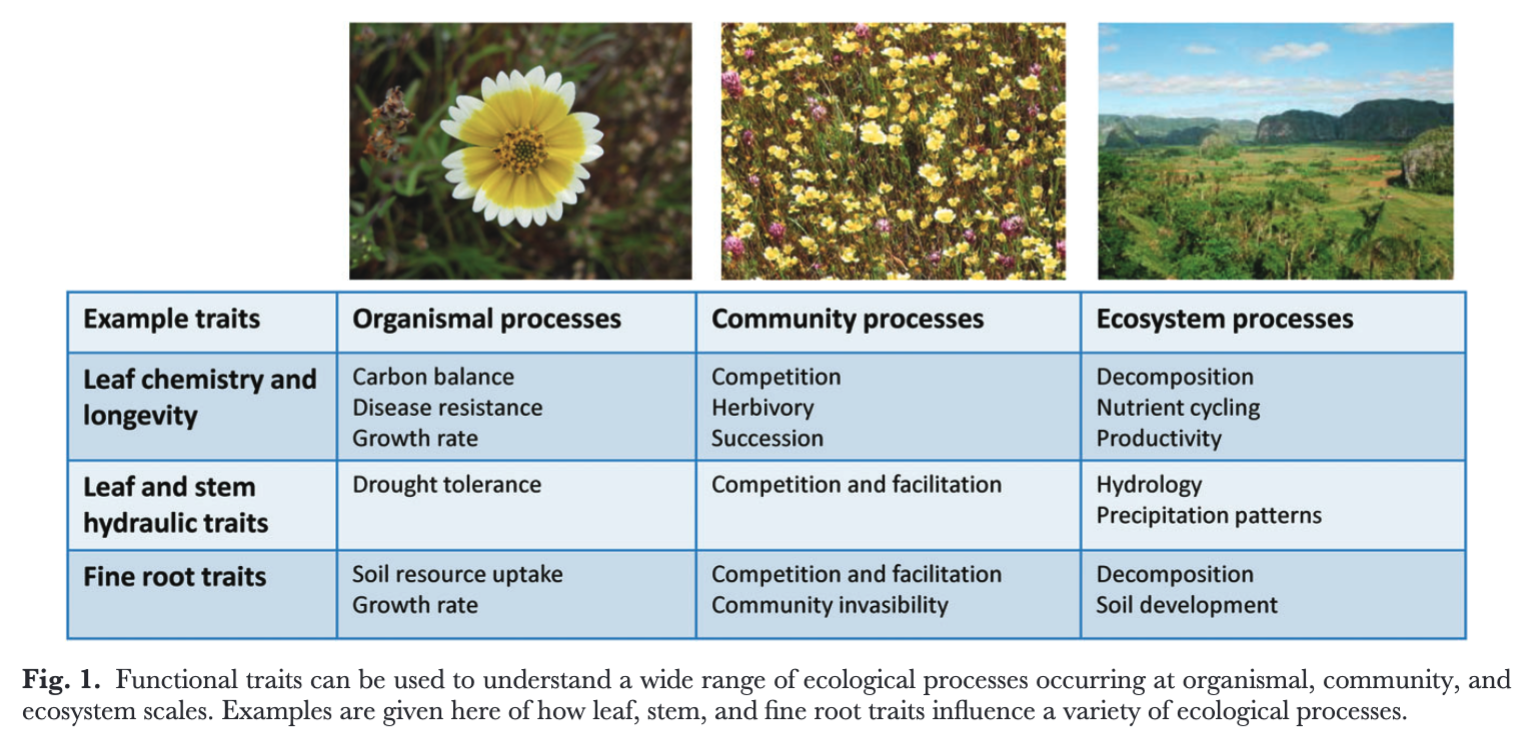 Example traits
Organismal processes
Community processes
Ecosystem processes
Leaf chemistry and
longevity
Carbon balance
Disease resistance
Growth rate
Competition
Herbivory
Succession
Decomposition
Nutrient cycling
Productivity
Leaf and stem
hydraulic traits
Drought tolerance
Competition and facilitation
Hydrology
Precipitation patterns
Fine root traits
Soil resource uptake
Growth rate
Competition and facilitation
Community invasibility
Decomposition
Soil development
Fig. 1. Functional traits can be used to understand a wide range of ecological processes occurring at organismal, community, and
ecosystem scales. Examples are given here of how leaf, stem, and fine root traits influence a variety of ecological processes.